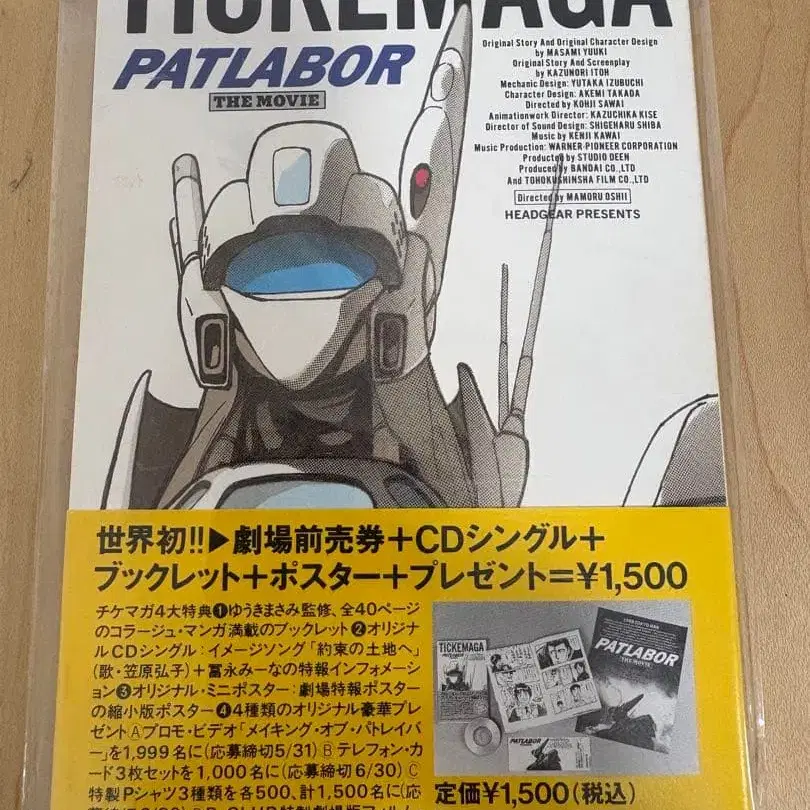 TICKEMAGA
PATLABOR
THE MOVIE
Original Story And Original Character Design
by MASAMI YUUKI
Original Story And Screenplay
by KAZUNORI ITOH
Mechanic Design: YUTAKA IZUBUCHI
Character Design: AKEMI TAKADA
Directed by KOHJI SAWAI
Animationwork Director: KAZUCHIKA KISE
Director of Sound Design: SHIGEHARU SHIBA
Music by KENJI KAWAI
Music Production: WARNER-PIONEER CORPORATION
Producted by STUDIO DEEN
Produced by BANDAI CO.,LTD
And TOHOKUSHINSHA FILM CO.,LTD
Directed by MAMORU OSHII
HEADGEAR PRESENTS
世界初!!▶劇場前売券+CDシングル+
ブックレット+ポスター+プレゼント=¥1,500
チケマガ4大特典❶ゆうきまさみ監修、全40ページ
のコラージュ・マンガ満載のブックレット❷オリジナ
ルCDシングル:イメージソング「約束の土地へ」
(歌・笠原弘子)+冨永みーなの特報インフォメーシ
ョン❸オリジナル・ミニポスター:劇場特報ポスター
の縮小版ポスター❹4種類のオリジナル豪華プレ
ゼントⒶプロモ・ビデオ「メイキング・オブ・パトレイバ
ー」を1,999名に(応募締切5/31)Ⓑテレフォン・カ
ード3枚セットを1,000名に(応募締切6/30)Ⓒ
特製Pシャツ3種類を各500、計1,500名に(応
TICKEMAGA
PATLABOR
THE MOVIE
PATLABOR
定価¥1,500(税込)